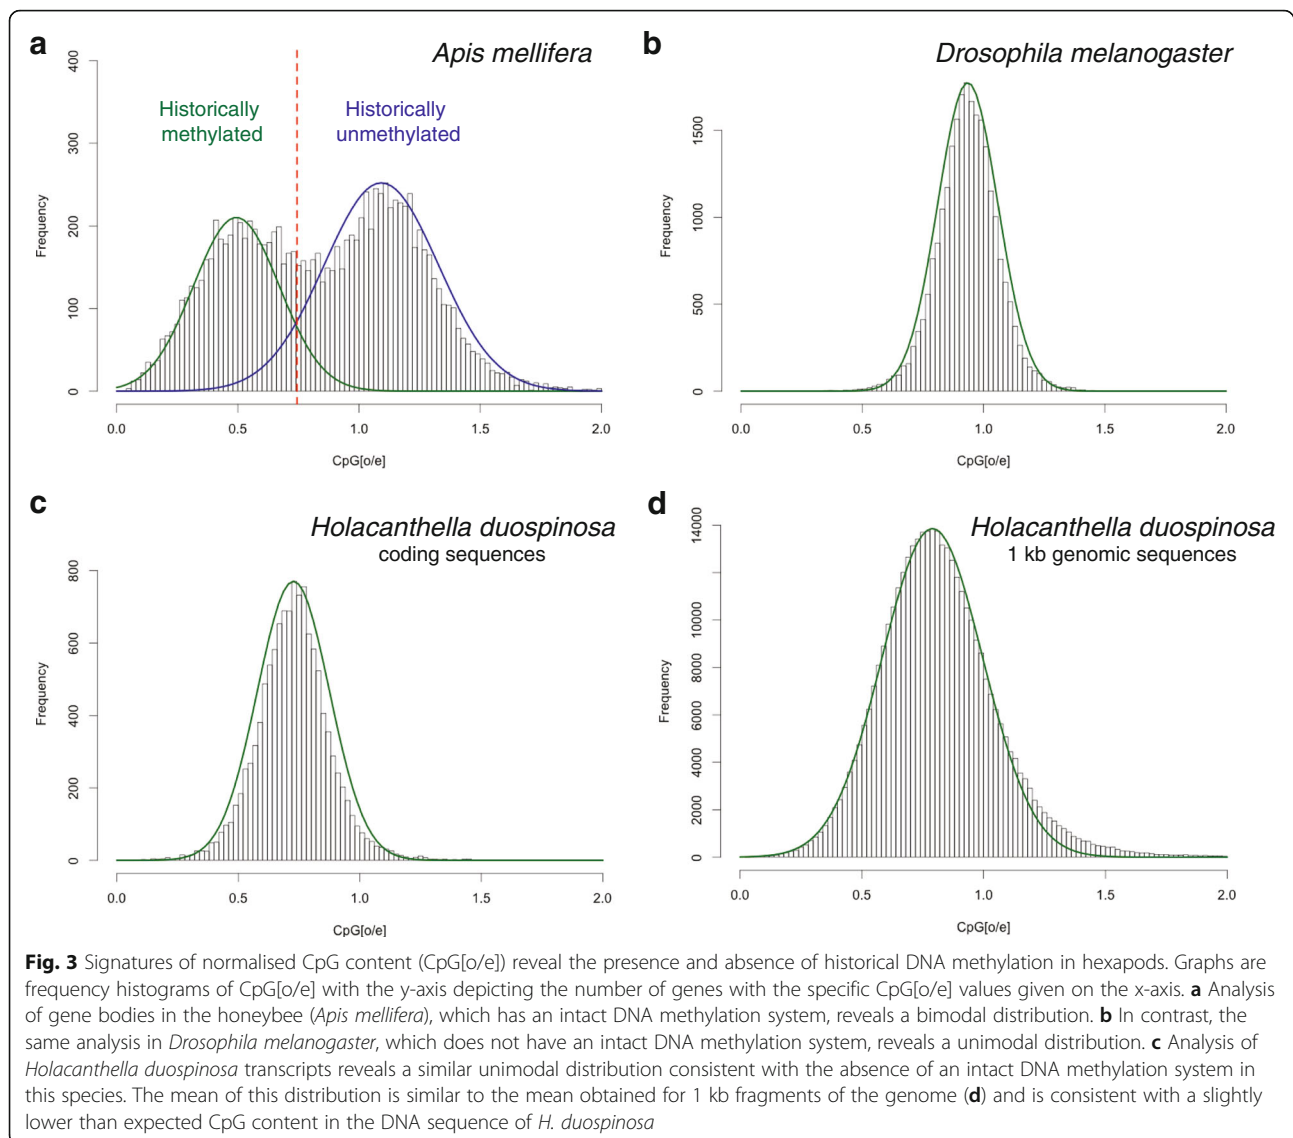 a
Apis mellifera
Historically
methylated
Historically
unmethylated
Frequency
400
300
200
100
0
0.0 0.5 1.0 1.5 2.0
CpG[o/e]
b
Drosophila melanogaster
Frequency
1500
1000
500
0
0.0 0.5 1.0 1.5 2.0
CpG[o/e]
c
Holacanthella duospinosa
coding sequences
Frequency
800
600
400
200
0
0.0 0.5 1.0 1.5 2.0
CpG[o/e]
d
Holacanthella duospinosa
1 kb genomic sequences
Frequency
14000
10000
8000
6000
4000
2000
0
0.0 0.5 1.0 1.5 2.0
CpG[o/e]
Fig. 3 Signatures of normalised CpG content (CpG[o/e]) reveal the presence and absence of historical DNA methylation in hexapods. Graphs are
frequency histograms of CpG[o/e] with the y-axis depicting the number of genes with the specific CpG[o/e] values given on the x-axis. a Analysis
of gene bodies in the honeybee (Apis mellifera), which has an intact DNA methylation system, reveals a bimodal distribution. b In contrast, the
same analysis in Drosophila melanogaster, which does not have an intact DNA methylation system, reveals a unimodal distribution. c Analysis of
Holacanthella duospinosa transcripts reveals a similar unimodal distribution consistent with the absence of an intact DNA methylation system in
this species. The mean of this distribution is similar to the mean obtained for 1 kb fragments of the genome (d) and is consistent with a slightly
lower than expected CpG content in the DNA sequence of H. duospinosa